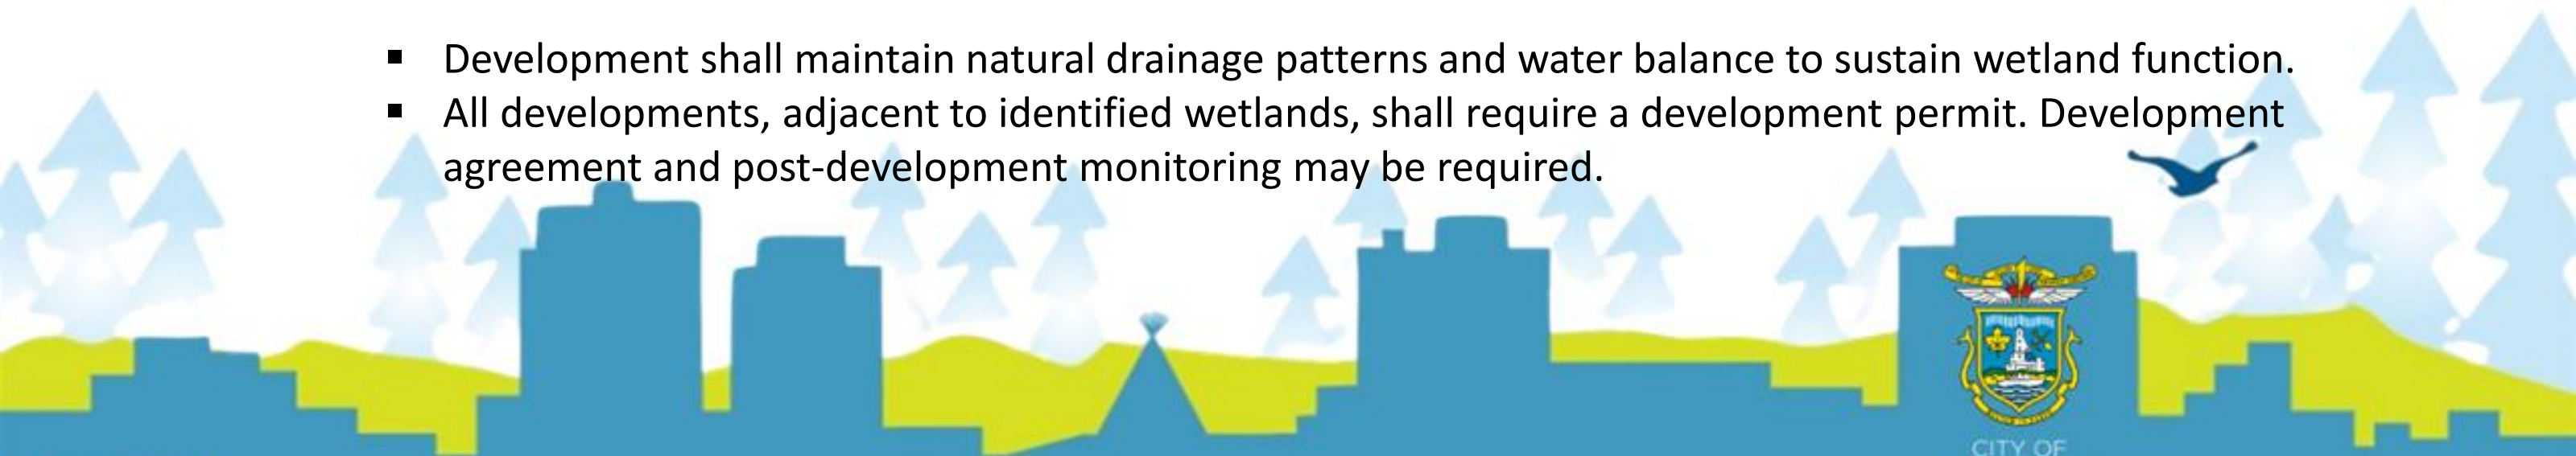 ▪ Development shall maintain natural drainage patterns and water balance to sustain wetland function.
▪ All developments, adjacent to identified wetlands, shall require a development permit. Development
agreement and post-development monitoring may be required.
CITY OF